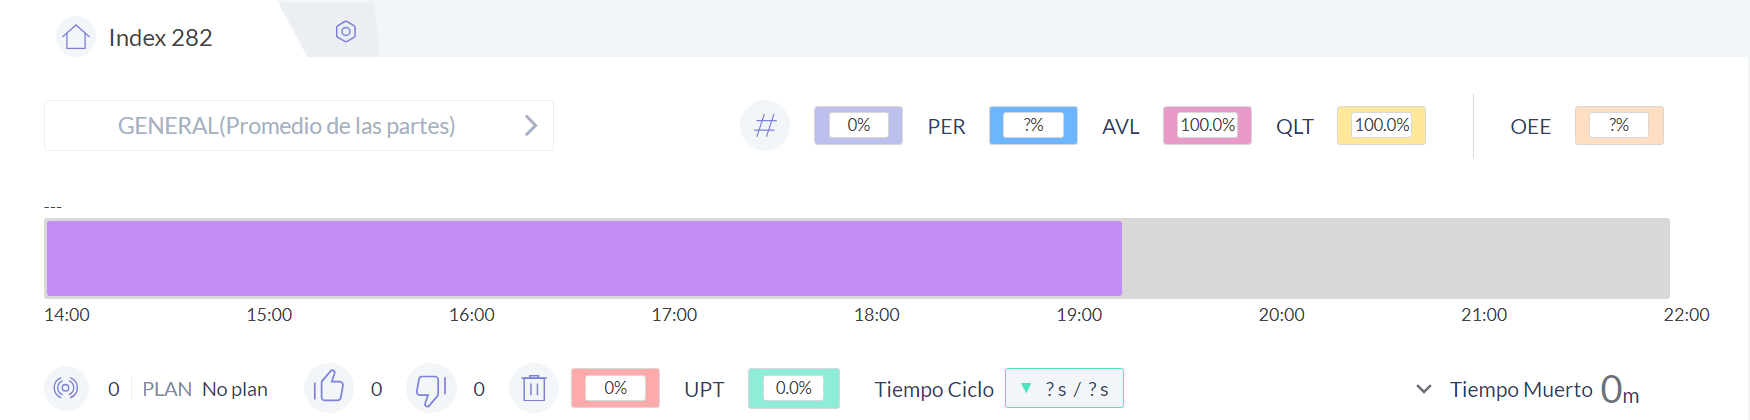 Index 282
GENERAL(Promedio de las partes)
# 0% PER ?% AVL 100.0% QLT 100.0% OEE ?%
---
14:00 15:00 16:00 17:00 18:00 19:00 20:00 21:00 22:00
0 PLAN No plan 0 0 0% UPT 0.0% Tiempo Ciclo ?s / ?s Tiempo Muerto 0m